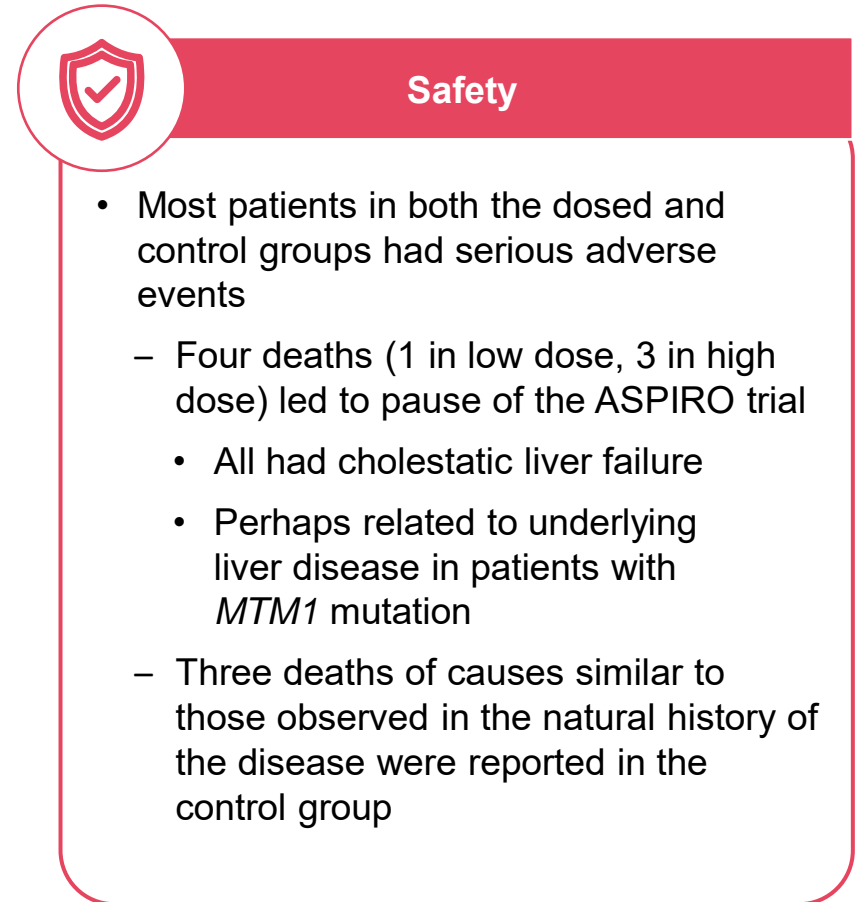 Safety
• Most patients in both the dosed and
control groups had serious adverse
events
– Four deaths (1 in low dose, 3 in high
dose) led to pause of the ASPIRO trial
• All had cholestatic liver failure
• Perhaps related to underlying
liver disease in patients with
MTM1 mutation
– Three deaths of causes similar to
those observed in the natural history of
the disease were reported in the
control group